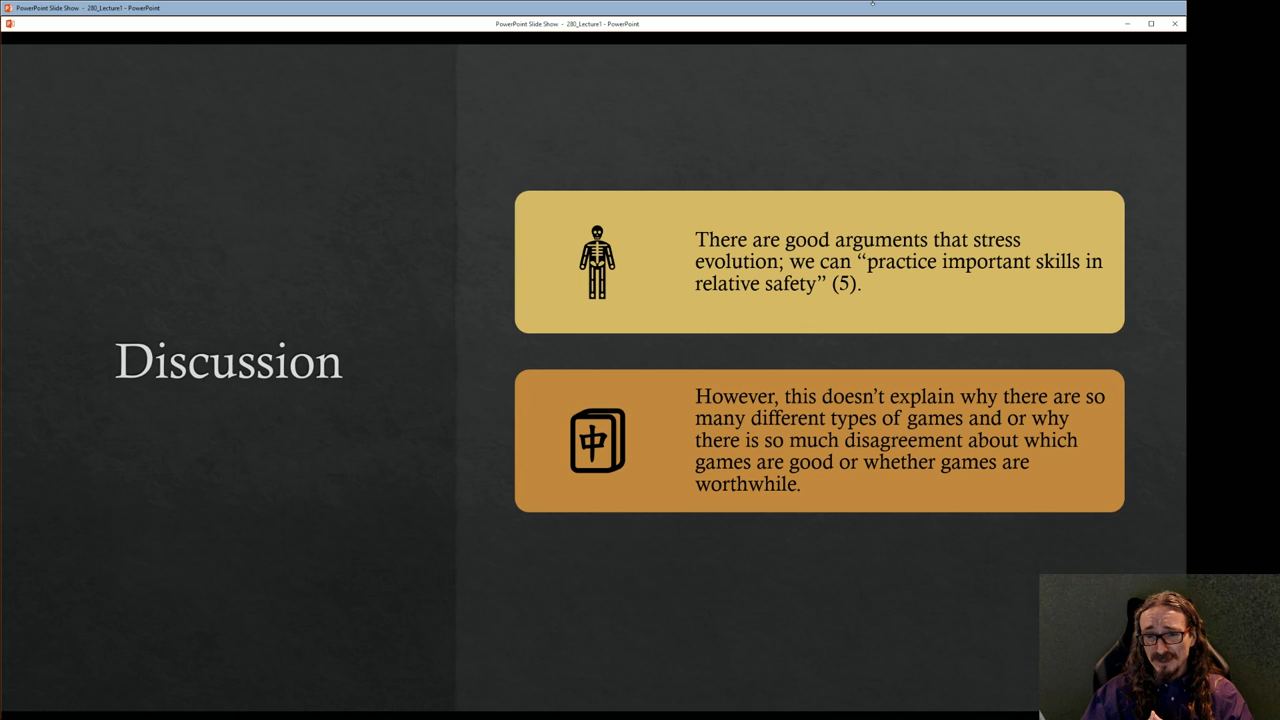 PowerPoint Slide Show - 280_Lecture1 - PowerPoint
PowerPoint Slide Show - 280_Lecture1 - PowerPoint
Discussion
There are good arguments that stress
evolution; we can “practice important skills in
relative safety” (5).
中
However, this doesn’t explain why there are so
many different types of games and or why
there is so much disagreement about which
games are good or whether games are
worthwhile.